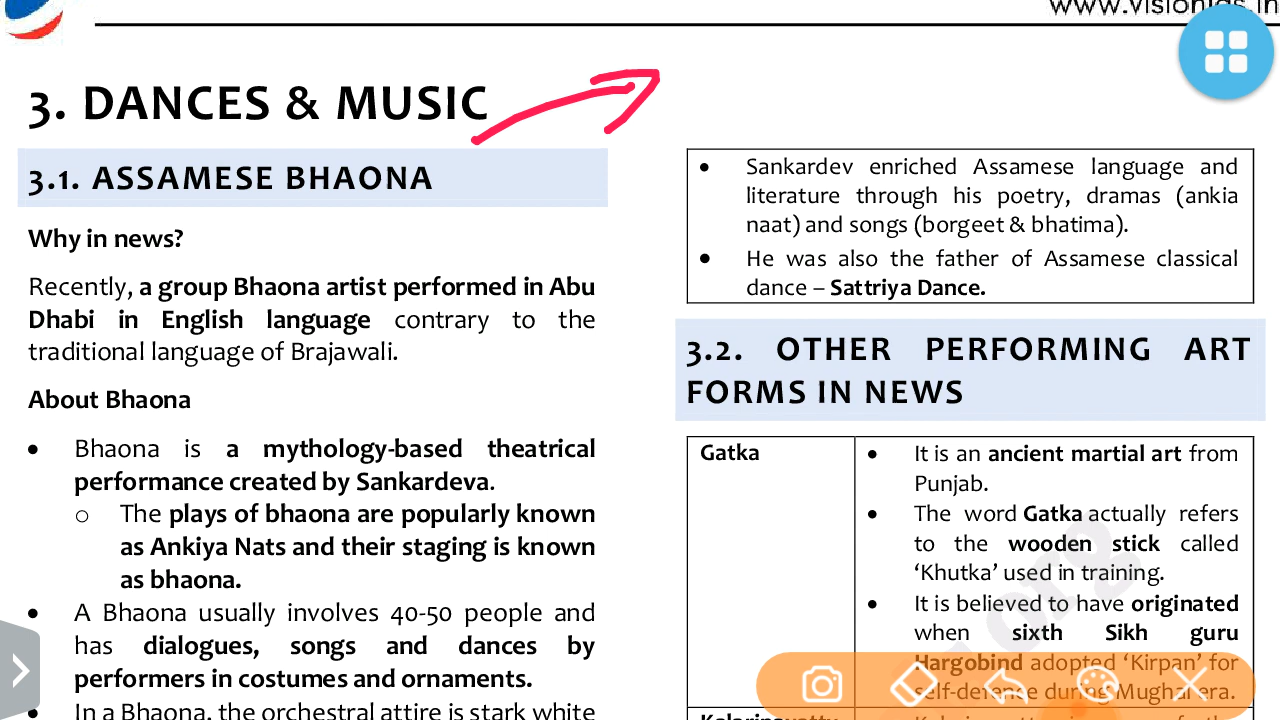 www.visionias.in
3. DANCES & MUSIC
3.1. ASSAMESE BHAONA
Why in news?
Recently, a group Bhaona artist performed in Abu
Dhabi in English language contrary to the
traditional language of Brajawali.
About Bhaona
• Bhaona is a mythology-based theatrical
performance created by Sankardeva.
o The plays of bhaona are popularly known
as Ankiya Nats and their staging is known
as bhaona.
• A Bhaona usually involves 40-50 people and
has dialogues, songs and dances by
performers in costumes and ornaments.
• In a Bhaona, the orchestral attire is stark white
• Sankardev enriched Assamese language and
literature through his poetry, dramas (ankia
naat) and songs (borgeet & bhatima).
• He was also the father of Assamese classical
dance – Sattriya Dance.
3.2. OTHER PERFORMING ART
FORMS IN NEWS
Gatka
• It is an ancient martial art from
Punjab.
• The word Gatka actually refers
to the wooden stick called
‘Khutka’ used in training.
• It is believed to have originated
when sixth Sikh guru
Hargobind adopted ‘Kirpan’ for
self-defence during Mughal era.